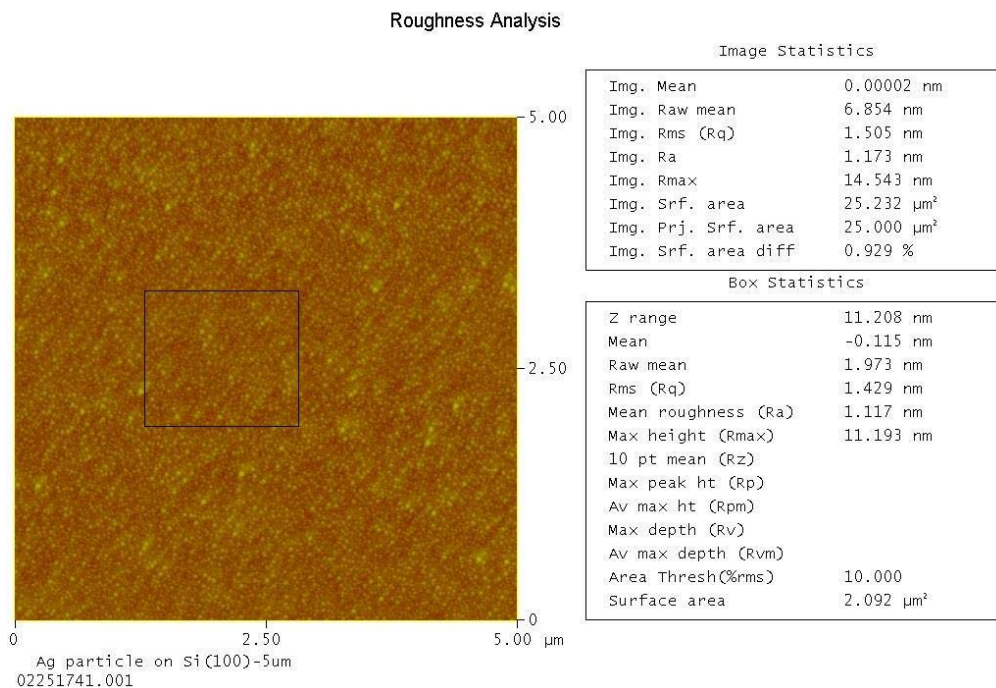 Roughness Analysis
Image Statistics
Img. Mean 0.00002 nm
Img. Raw mean 6.854 nm
Img. Rms (Rq) 1.505 nm
Img. Ra 1.173 nm
Img. Rmax 14.543 nm
Img. Srf. area 25.232 µm²
Img. Prj. Srf. area 25.000 µm²
Img. Srf. area diff 0.929 %
Box Statistics
Z range 11.208 nm
Mean -0.115 nm
Raw mean 1.973 nm
Rms (Rq) 1.429 nm
Mean roughness (Ra) 1.117 nm
Max height (Rmax) 11.193 nm
10 pt mean (Rz)
Max peak ht (Rp)
Av max ht (Rpm)
Max depth (Rv)
Av max depth (Rvm)
Area Thresh(%rms) 10.000
Surface area 2.092 µm²
5.00
2.50
0
0 2.50 5.00 µm
Ag particle on Si(100)-5um
02251741.001